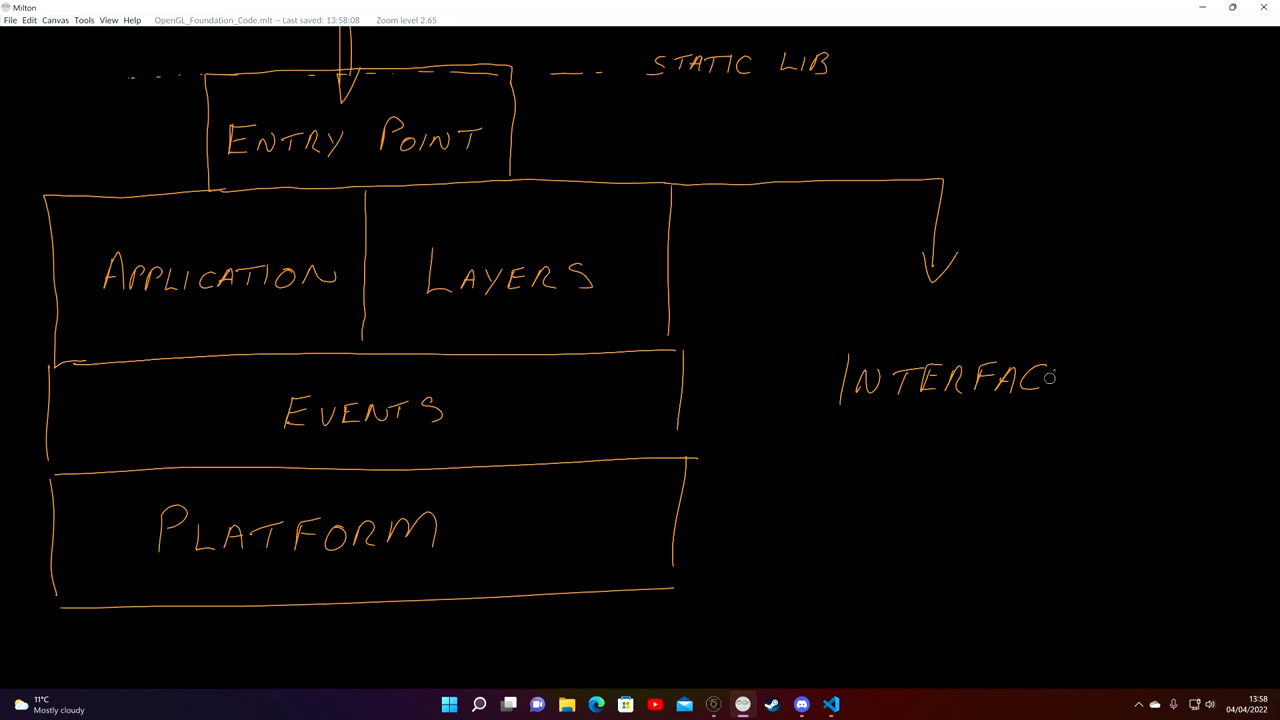 Milton
File Edit Canvas Tools View Help OpenGL_Foundation_Code.mlt -- Last saved: 13:58:08 Zoom level 2.65
STATIC LIB
ENTRY POINT
APPLICATION LAYERS
INTERFAC
EVENTS
PLATFORM
11°C
Mostly cloudy
13:58
04/04/2022